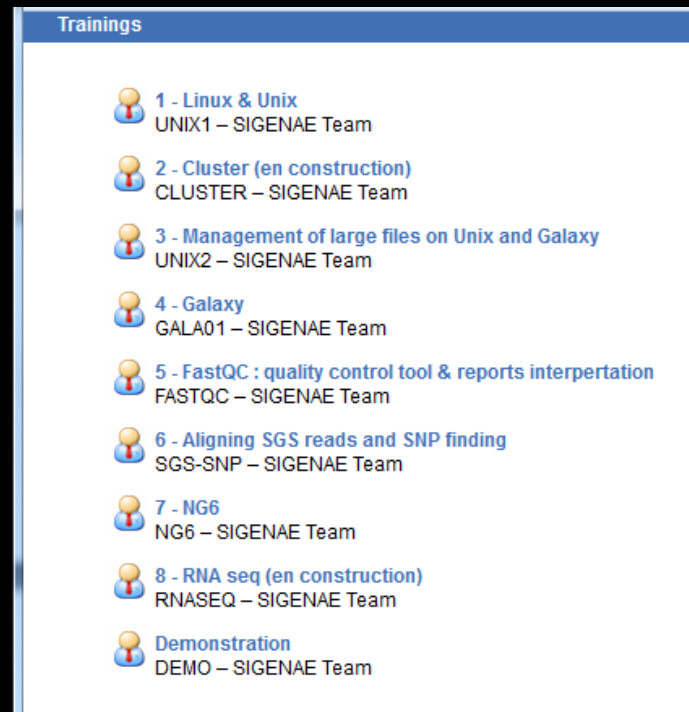 Trainings
1 - Linux & Unix
UNIX1 – SIGENAE Team
2 - Cluster (en construction)
CLUSTER – SIGENAE Team
3 - Management of large files on Unix and Galaxy
UNIX2 – SIGENAE Team
4 - Galaxy
GALA01 – SIGENAE Team
5 - FastQC : quality control tool & reports interpertation
FASTQC – SIGENAE Team
6 - Aligning SGS reads and SNP finding
SGS-SNP – SIGENAE Team
7 - NG6
NG6 – SIGENAE Team
8 - RNA seq (en construction)
RNASEQ – SIGENAE Team
Demonstration
DEMO – SIGENAE Team